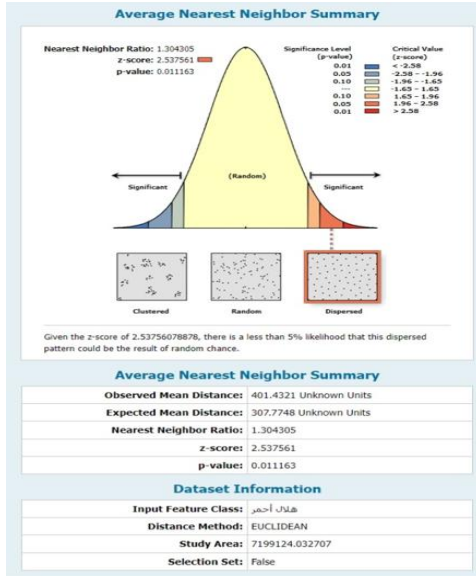 Average Nearest Neighbor Summary
Nearest Neighbor Ratio: 1.304305
z-score: 2.537561
p-value: 0.011163
Significance Level (p-value)
Critical Value (z-score)
0.01 < -2.58
0.05 -2.58 - -1.96
0.10 -1.96 - -1.65
--- -1.65 - 1.65
0.10 1.65 - 1.96
0.05 1.96 - 2.58
0.01 > 2.58
(Random)
Significant
Significant
Clustered
Random
Dispersed
Given the z-score of 2.53756078878, there is a less than 5% likelihood that this dispersed
pattern could be the result of random chance.
Average Nearest Neighbor Summary
Observed Mean Distance: 401.4321 Unknown Units
Expected Mean Distance: 307.7748 Unknown Units
Nearest Neighbor Ratio: 1.304305
z-score: 2.537561
p-value: 0.011163
Dataset Information
Input Feature Class: هلال أحمر
Distance Method: EUCLIDEAN
Study Area: 7199124.032707
Selection Set: False